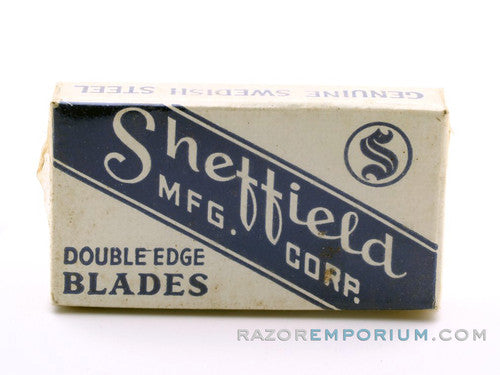 GENUINE SWEDISH STEEL
Sheffield
MFG. CORP.
S
DOUBLE EDGE
BLADES
RAZOREMPORIUM.COM